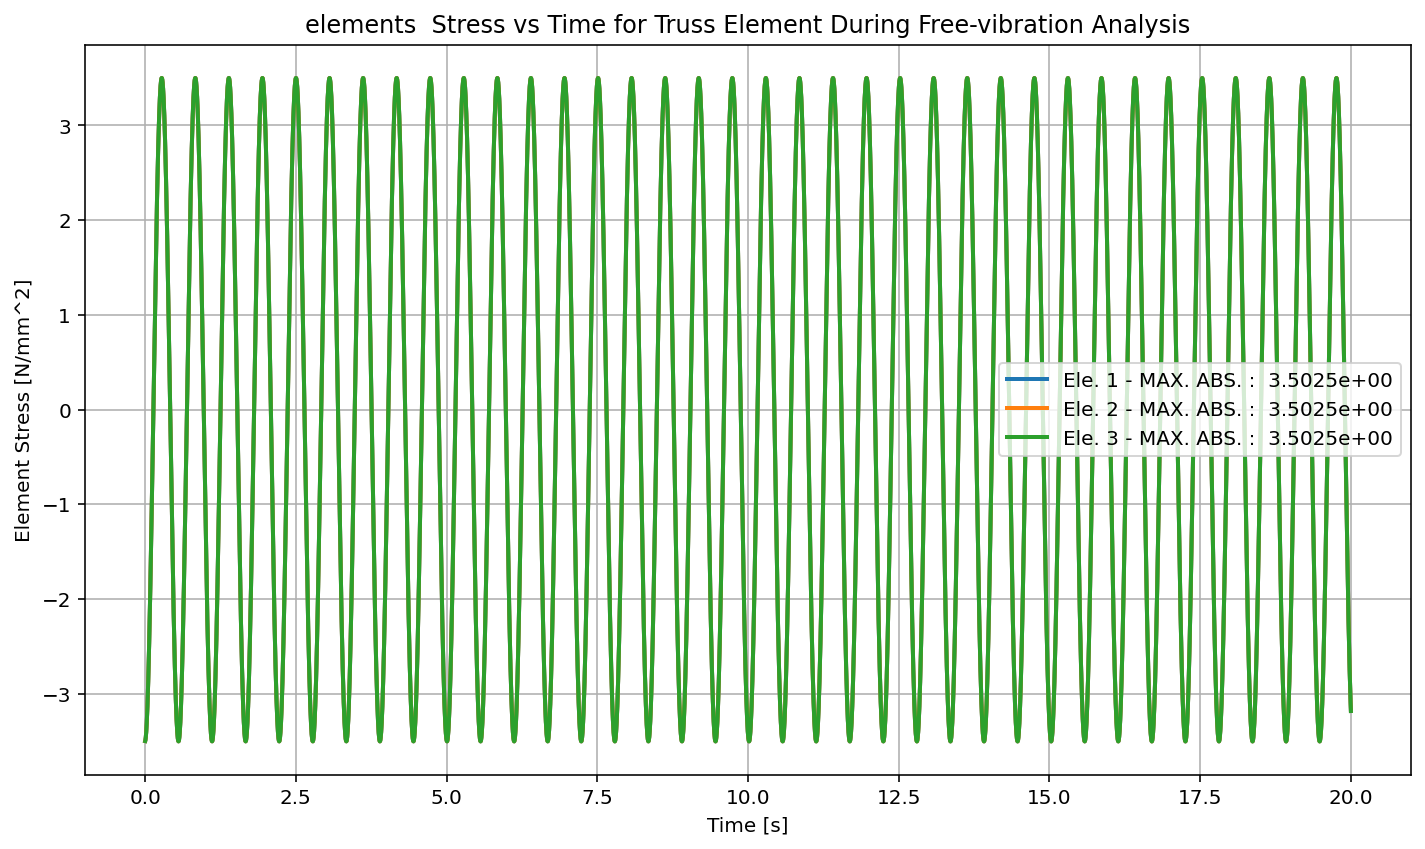 elements  Stress vs Time for Truss Element During Free-vibration Analysis
Element Stress [N/mm^2]
3
2
1
0
−1
−2
−3
Ele. 1 - MAX. ABS. :  3.5025e+00
Ele. 2 - MAX. ABS. :  3.5025e+00
Ele. 3 - MAX. ABS. :  3.5025e+00
0.0 2.5 5.0 7.5 10.0 12.5 15.0 17.5 20.0
Time [s]